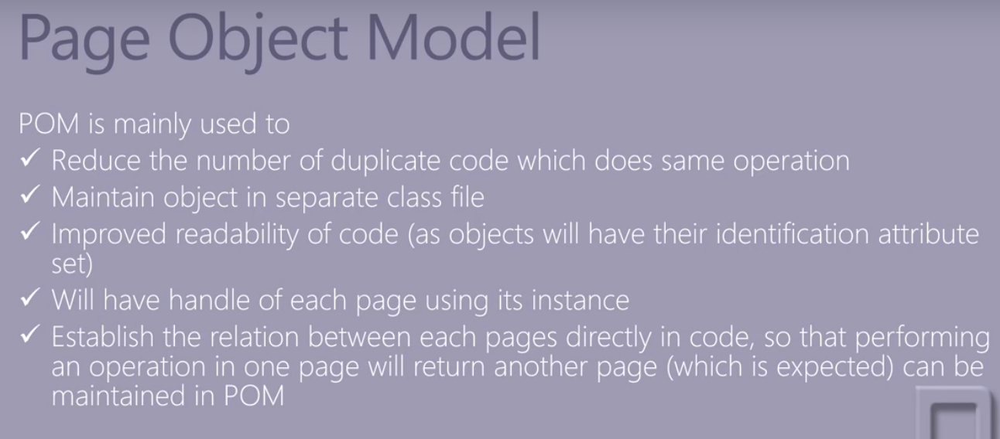 Page Object Model
POM is mainly used to
✓ Reduce the number of duplicate code which does same operation
✓ Maintain object in separate class file
✓ Improved readability of code (as objects will have their identification attribute
set)
✓ Will have handle of each page using its instance
✓ Establish the relation between each pages directly in code, so that performing
an operation in one page will return another page (which is expected) can be
maintained in POM